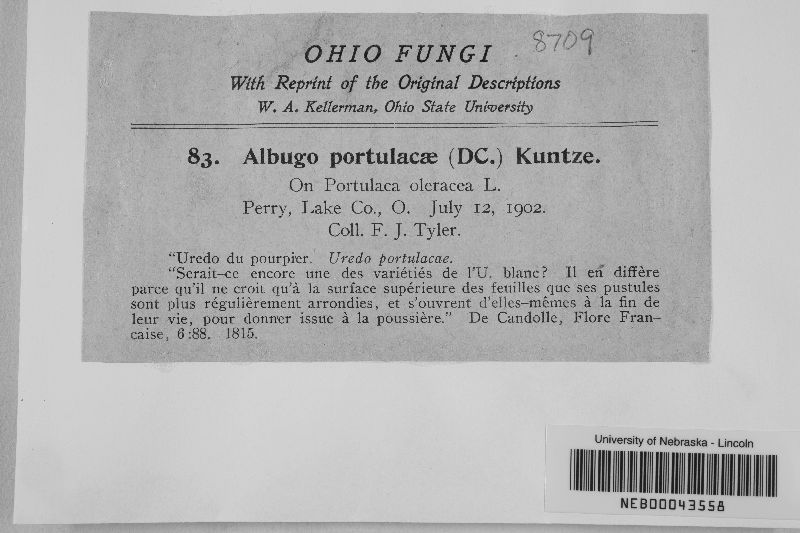 OHIO FUNGI 8709
With Reprint of the Original Descriptions
W. A. Kellerman, Ohio State University
83. Albugo portulacæ (DC.) Kuntze.
On Portulaca oleracea L.
Perry, Lake Co., O. July 12, 1902.
Coll. F. J. Tyler.
“Uredo du pourpier. Uredo portulacae.
“Serait-ce encore une des variétiés de l'U. blanc? Il en diffère
parce qu'il ne croit qu'à la surface supérieure des feuilles que ses pustules
sont plus régulièrement arrondies, et s'ouvrent d'elles-mêmes à la fin de
leur vie, pour donner issue à la poussière.” De Candolle, Flore Fran-
caise, 6:88. 1815.
University of Nebraska - Lincoln
NEB00043558